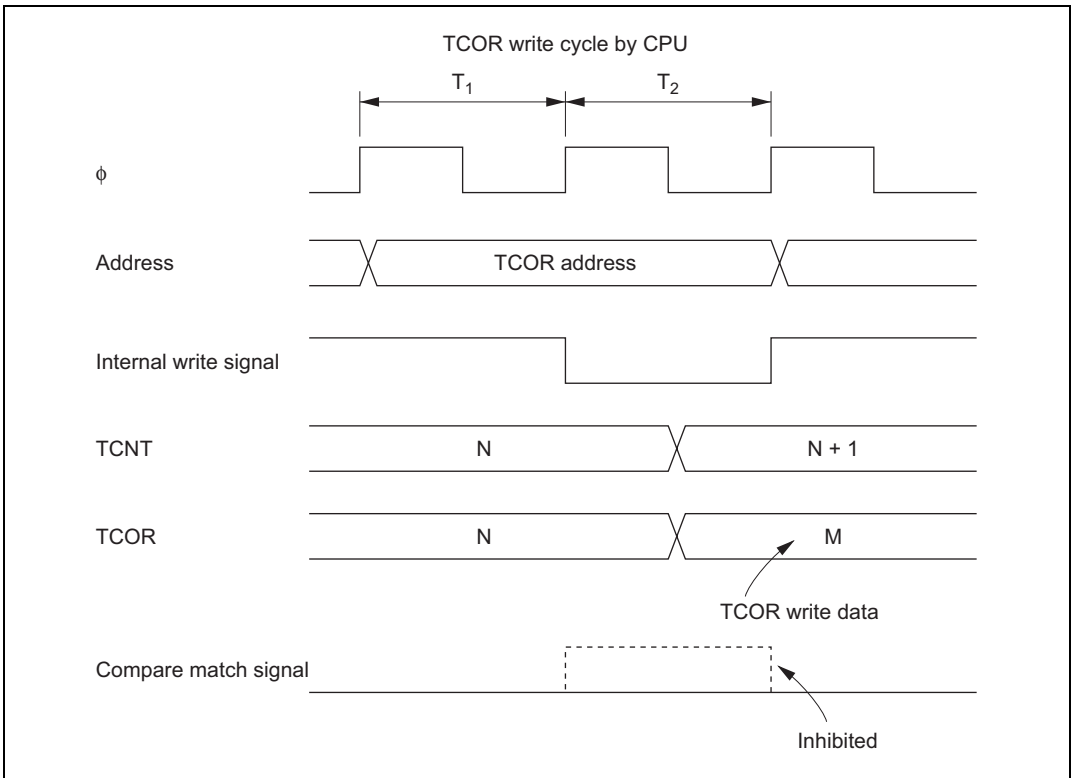 TCOR write cycle by CPU
T1 T2
ϕ
Address TCOR address
Internal write signal
TCNT N N + 1
TCOR N M
TCOR write data
Compare match signal
Inhibited